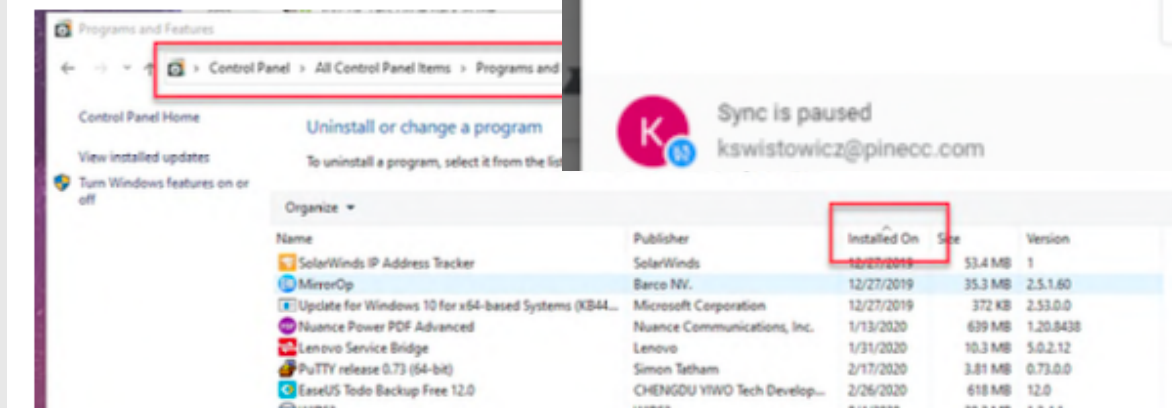 Programs and Features
Control Panel > All Control Panel Items > Programs and
Control Panel Home
View installed updates
Turn Windows features on or
off
Uninstall or change a program
To uninstall a program, select it from the list
K
Sync is paused
kswistowicz@pinecc.com
Organize
Name Publisher Installed On Size Version
SolarWinds IP Address Tracker SolarWinds 12/27/2019 53.4 MB 1
MirrorOp Barco NV. 12/27/2019 35.3 MB 2.5.1.60
Update for Windows 10 for x64-based Systems (KB44... Microsoft Corporation 12/27/2019 372 KB 2.53.0.0
Nuance Power PDF Advanced Nuance Communications, Inc. 1/13/2020 639 MB 1.20.8438
Lenovo Service Bridge Lenovo 1/31/2020 10.3 MB 5.0.2.12
PuTTY release 0.73 (64-bit) Simon Tatham 2/17/2020 3.81 MB 0.73.0.0
EaseUS Todo Backup Free 12.0 CHENGDU YIWO Tech Develop... 2/26/2020 618 MB 12.0